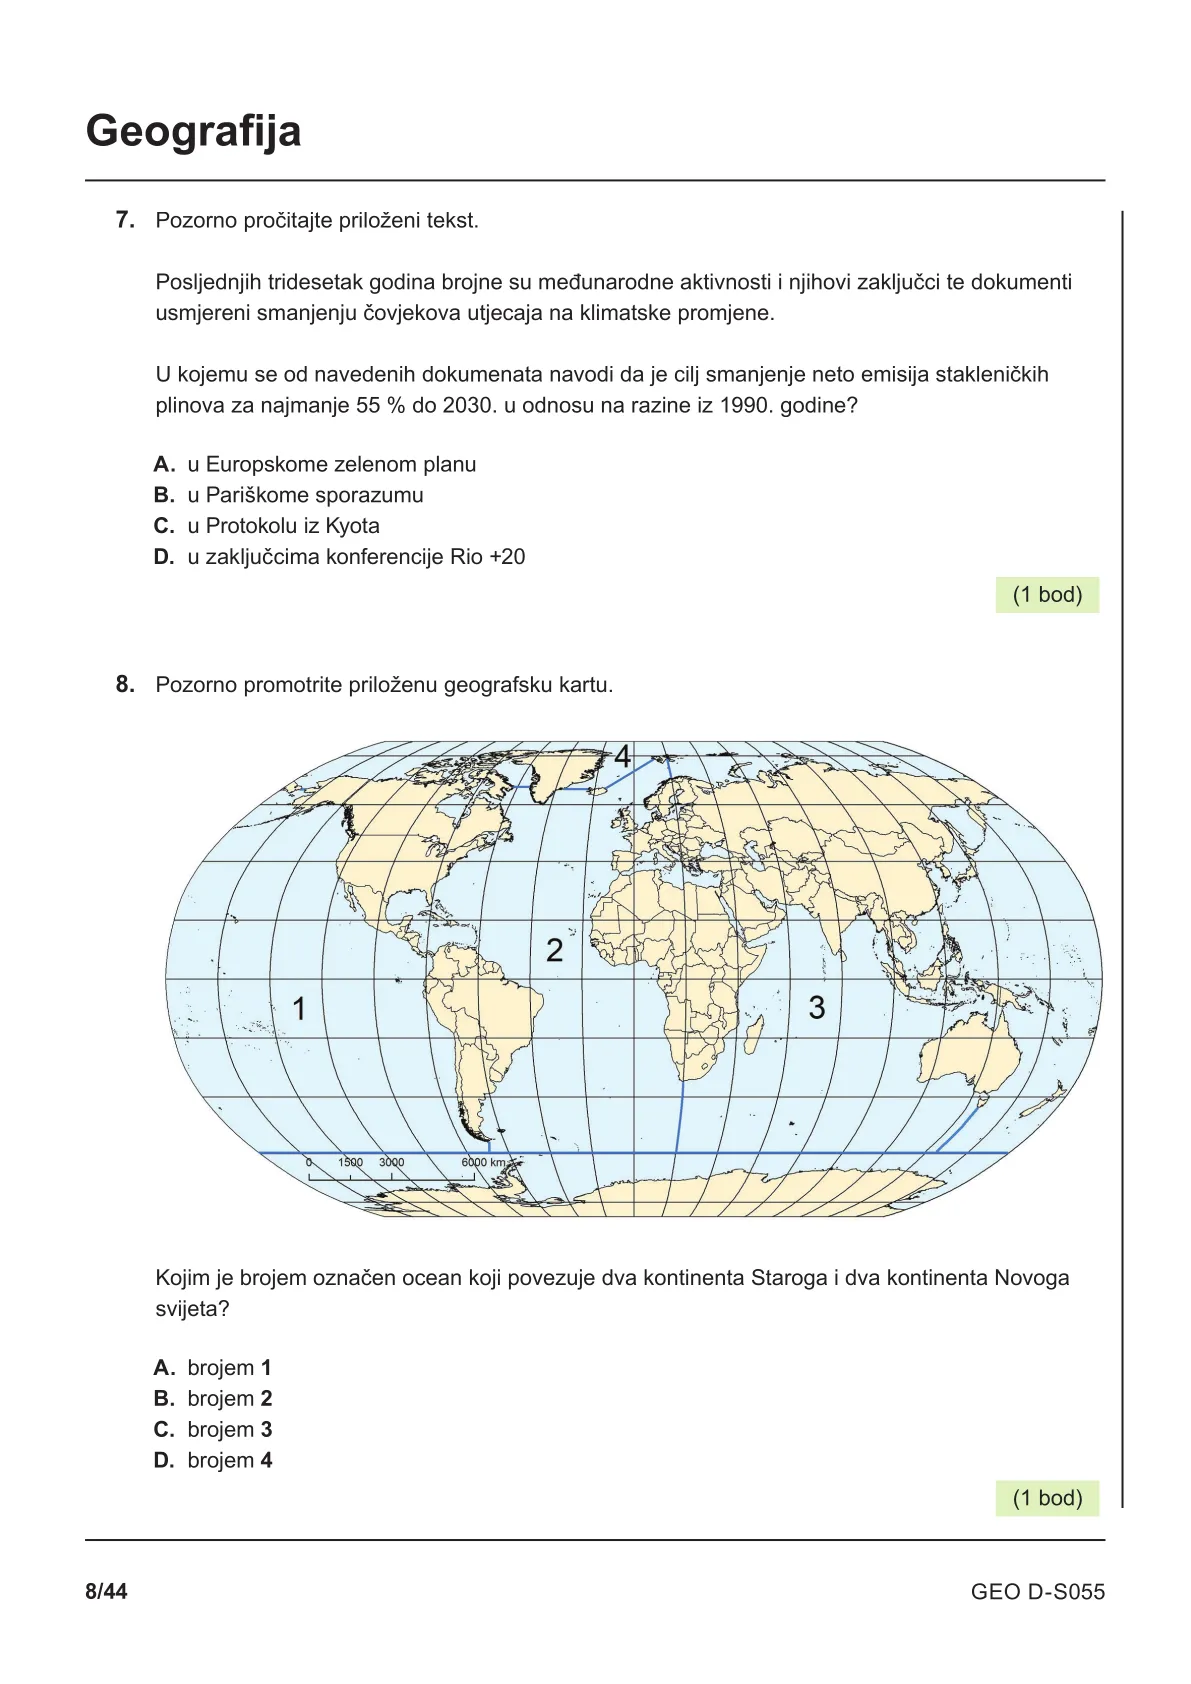 Geografija
7. Pozorno pročitajte priloženi tekst.
Posljednjih tridesetak godina brojne su međunarodne aktivnosti i njihovi zaključci te dokumenti
usmjereni smanjenju čovjekova utjecaja na klimatske promjene.
U kojemu se od navedenih dokumenata navodi da je cilj smanjenje neto emisija stakleničkih
plinova za najmanje 55 % do 2030. u odnosu na razine iz 1990. godine?
A. u Europskome zelenom planu
B. u Pariškome sporazumu
C. u Protokolu iz Kyota
D. u zaključcima konferencije Rio +20
(1 bod)
8. Pozorno promotrite priloženu geografsku kartu.
4
2
1
3
0 1500 3000 6000 km
Kojim je brojem označen ocean koji povezuje dva kontinenta Staroga i dva kontinenta Novoga
svijeta?
A. brojem 1
B. brojem 2
C. brojem 3
D. brojem 4
(1 bod)
8/44
GEO D-S055